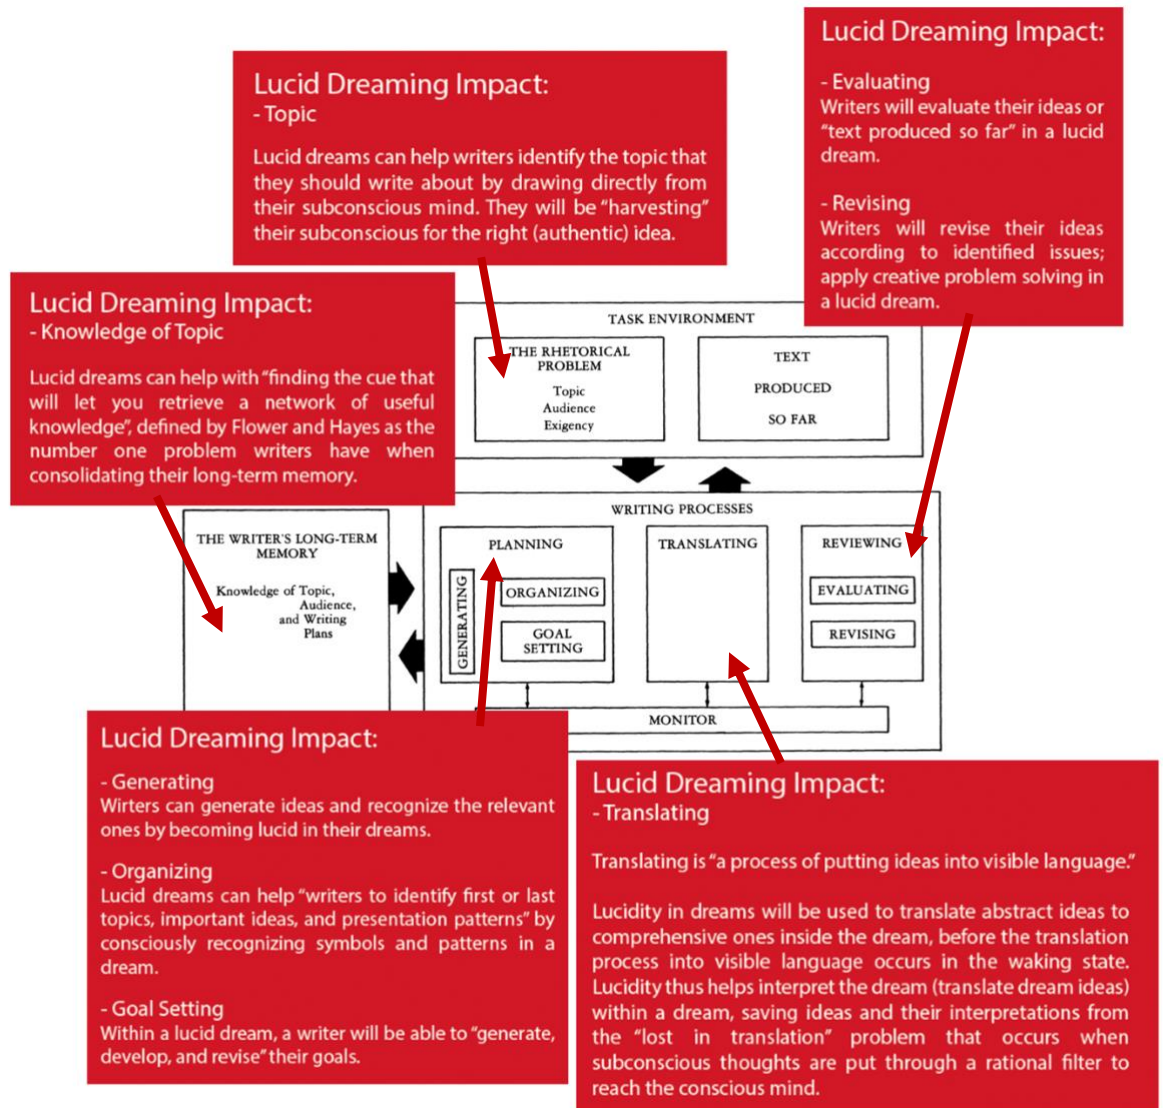 Lucid Dreaming Impact:
- Topic
Lucid dreams can help writers identify the topic that
they should write about by drawing directly from
their subconscious mind. They will be "harvesting"
their subconscious for the right (authentic) idea.
Lucid Dreaming Impact:
- Evaluating
Writers will evaluate their ideas or
"text produced so far" in a lucid
dream.
- Revising
Writers will revise their ideas
according to identified issues;
apply creative problem solving in
a lucid dream.
Lucid Dreaming Impact:
- Knowledge of Topic
Lucid dreams can help with "finding the cue that
will let you retrieve a network of useful
knowledge", defined by Flower and Hayes as the
number one problem writers have when
consolidating their long-term memory.
TASK ENVIRONMENT
THE RHETORICAL
PROBLEM
Topic
Audience
Exigency
TEXT
PRODUCED
SO FAR
THE WRITER'S LONG-TERM
MEMORY
Knowledge of Topic,
Audience,
and Writing
Plans
WRITING PROCESSES
PLANNING
GENERATING
ORGANIZING
GOAL
SETTING
TRANSLATING
REVIEWING
EVALUATING
REVISING
MONITOR
Lucid Dreaming Impact:
- Generating
Wirters can generate ideas and recognize the relevant
ones by becoming lucid in their dreams.
- Organizing
Lucid dreams can help "writers to identify first or last
topics, important ideas, and presentation patterns" by
consciously recognizing symbols and patterns in a
dream.
- Goal Setting
Within a lucid dream, a writer will be able to "generate,
develop, and revise" their goals.
Lucid Dreaming Impact:
- Translating
Translating is "a process of putting ideas into visible language."
Lucidity in dreams will be used to translate abstract ideas to
comprehensive ones inside the dream, before the translation
process into visible language occurs in the waking state.
Lucidity thus helps interpret the dream (translate dream ideas)
within a dream, saving ideas and their interpretations from
the "lost in translation" problem that occurs when
subconscious thoughts are put through a rational filter to
reach the conscious mind.